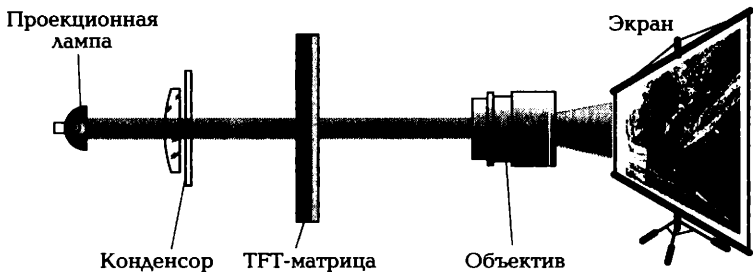 Проекционная
лампа
Экран
Конденсор
TFT-матрица
Объектив